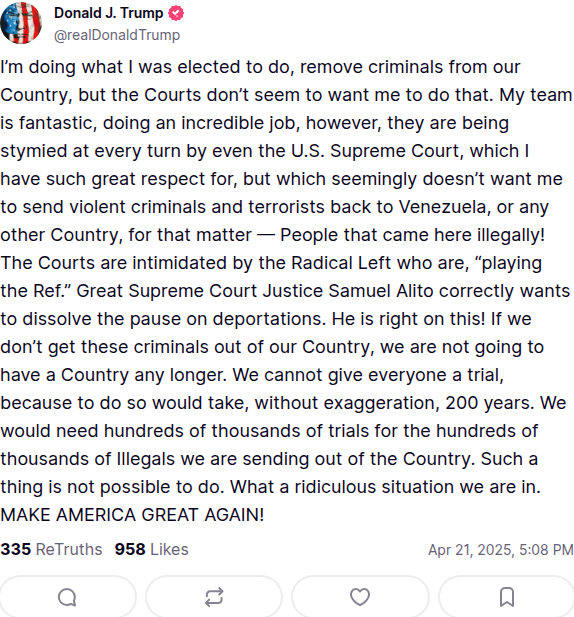 Donald J. Trump
@realDonaldTrump
I’m doing what I was elected to do, remove criminals from our
Country, but the Courts don’t seem to want me to do that. My team
is fantastic, doing an incredible job, however, they are being
stymied at every turn by even the U.S. Supreme Court, which I
have such great respect for, but which seemingly doesn’t want me
to send violent criminals and terrorists back to Venezuela, or any
other Country, for that matter — People that came here illegally!
The Courts are intimidated by the Radical Left who are, “playing
the Ref.” Great Supreme Court Justice Samuel Alito correctly wants
to dissolve the pause on deportations. He is right on this! If we
don’t get these criminals out of our Country, we are not going to
have a Country any longer. We cannot give everyone a trial,
because to do so would take, without exaggeration, 200 years. We
would need hundreds of thousands of trials for the hundreds of
thousands of Illegals we are sending out of the Country. Such a
thing is not possible to do. What a ridiculous situation we are in.
MAKE AMERICA GREAT AGAIN!
335 ReTruths 958 Likes Apr 21, 2025, 5:08 PM